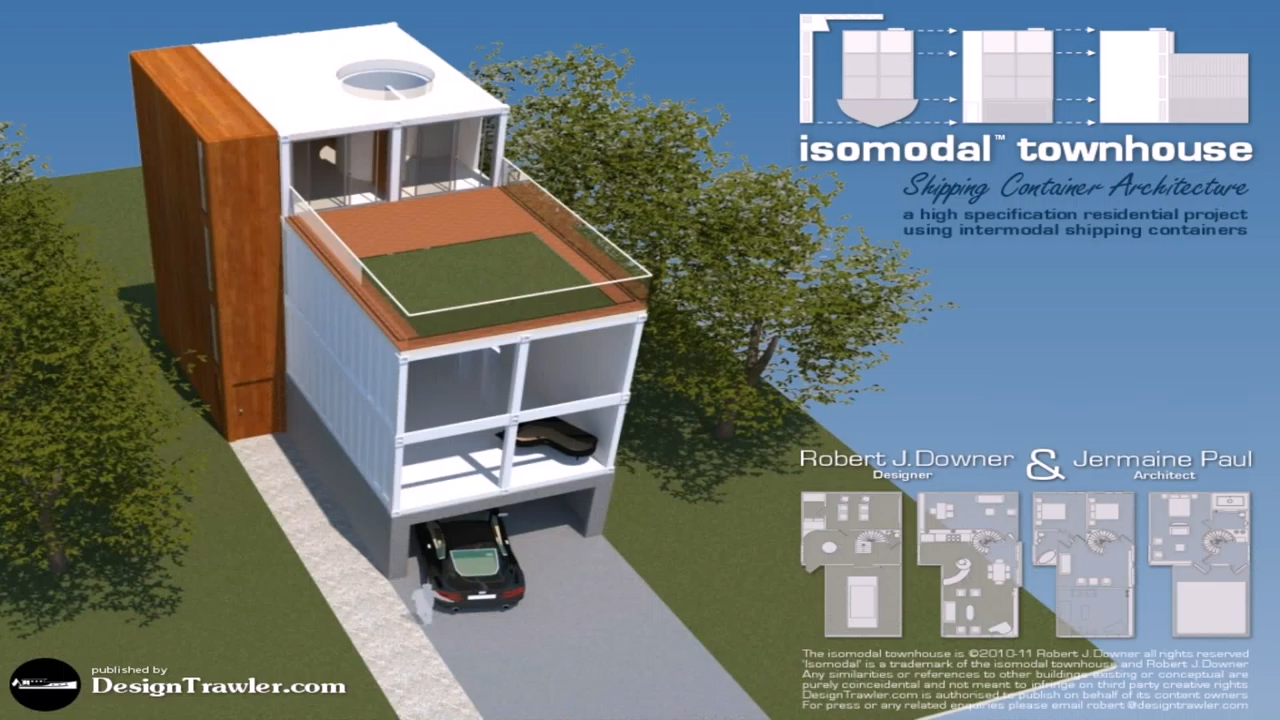 isomodal™ townhouse
Shipping Container Architecture
a high specification residential project
using intermodal shipping containers
Robert J. Downer & Jermaine Paul
Designer Architect
The isomodal townhouse is ©2010-11 Robert J. Downer all rights reserved
'Isomodal' is a trademark of the isomodal townhouse and Robert J. Downer
Any similarities or references to other buildings existing or conceptual are
purely coinceidental and not meant to infringe on third party creative rights
DesignTrawler.com is authorised to publish on behalf of its content owners
For press or any related enquiries please email robert@designtrawler.com
published by
DesignTrawler.com